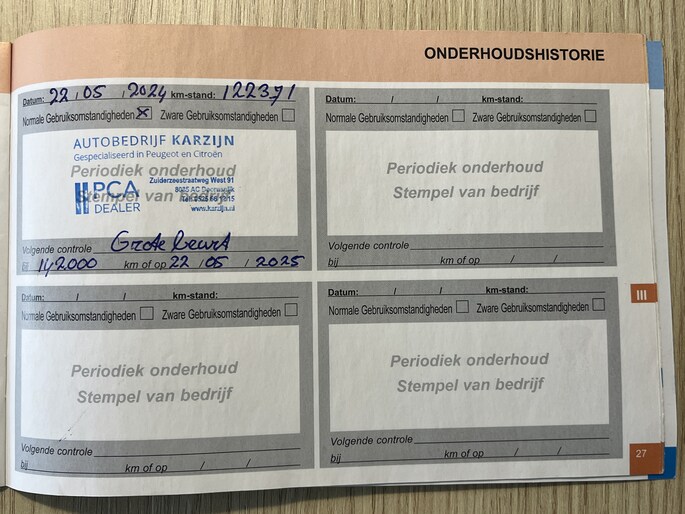 ONDERHOUDSHISTORIE
Datum: 22 / 05 / 2024 km-stand: 122371
Normale Gebruiksomstandigheden ☒ Zware Gebruiksomstandigheden ☐
AUTOBEDRIJF KARZIJN
Gespecialiseerd in Peugeot en Citroën
Periodiek onderhoud
Stempel van bedrijf
PCA
DEALER
Zuiderzeestraatweg West 91
8085 AC
www.karzijn.nl
Volgende controle Grote beurt
bij 142000 km of op 22 / 05 / 2025
Datum: / / km-stand:
Normale Gebruiksomstandigheden ☐ Zware Gebruiksomstandigheden ☐
Periodiek onderhoud
Stempel van bedrijf
Volgende controle
bij km of op / /
Datum: / / km-stand:
Normale Gebruiksomstandigheden ☐ Zware Gebruiksomstandigheden ☐
Periodiek onderhoud
Stempel van bedrijf
Volgende controle
bij km of op / /
Datum: / / km-stand:
Normale Gebruiksomstandigheden ☐ Zware Gebruiksomstandigheden ☐
Periodiek onderhoud
Stempel van bedrijf
Volgende controle
bij km of op / /
III
27